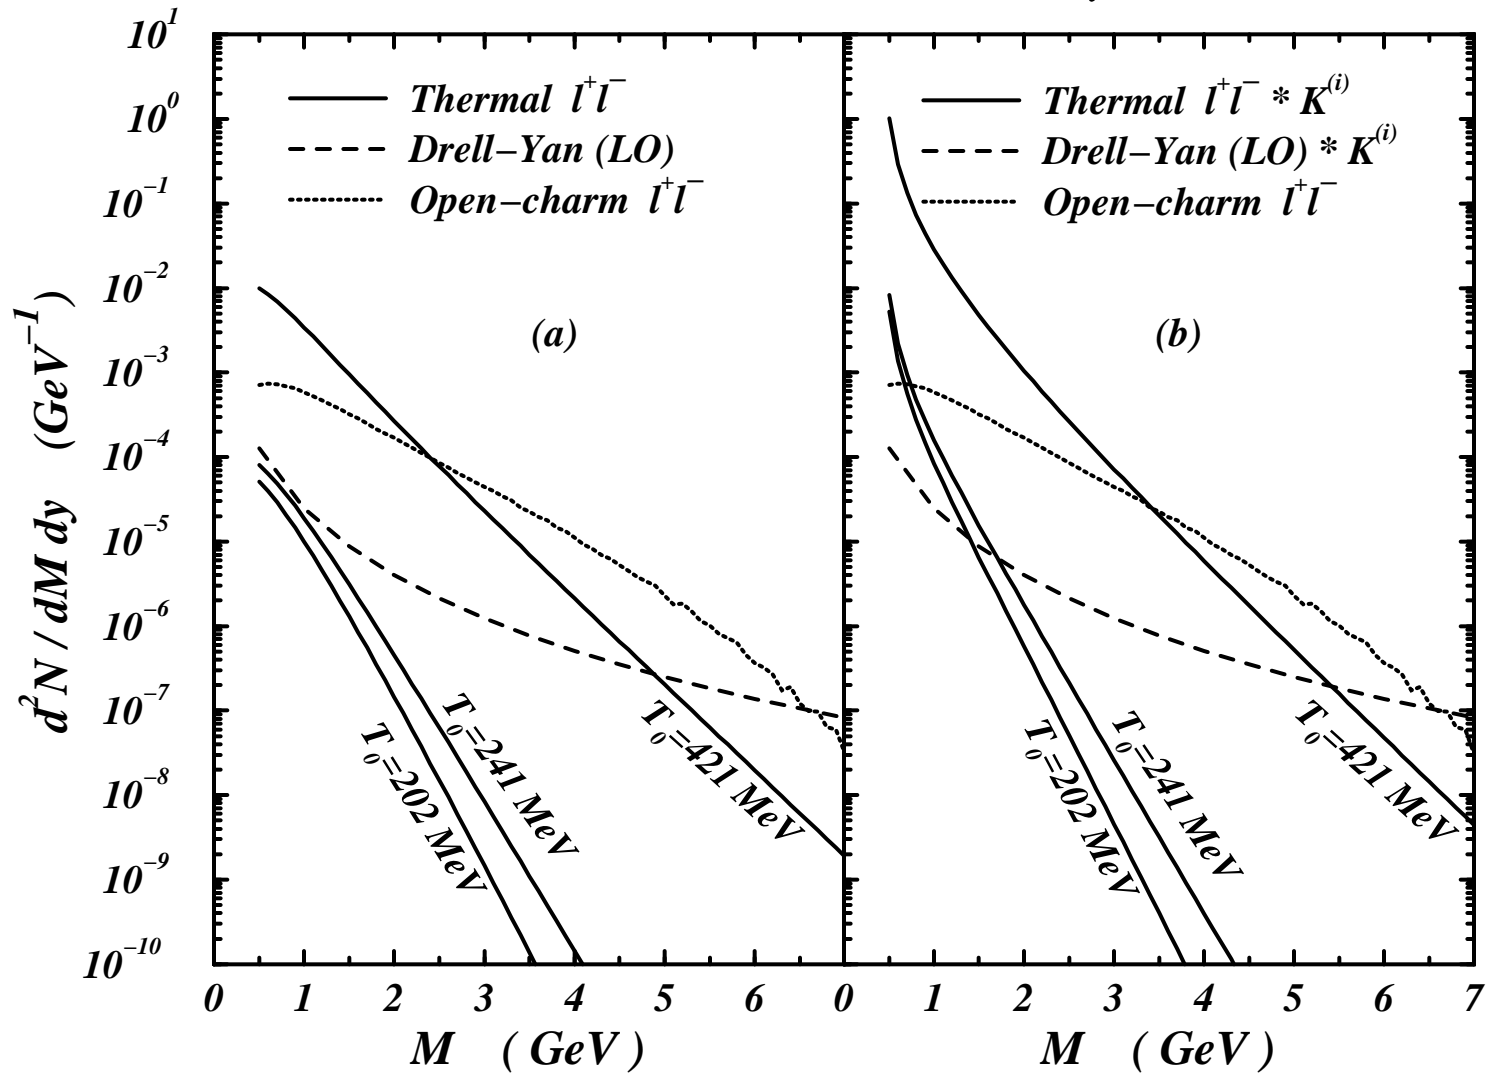 10^1
10^0
10^−1
10^−2
10^−3
10^−4
10^−5
10^−6
10^−7
10^−8
10^−9
10^−10
d^2N / dM dy (GeV^−1)
Thermal l^+l^−
Drell−Yan (LO)
Open−charm l^+l^−
(a)
T_0=202 MeV
T_0=241 MeV
T_0=421 MeV
0 1 2 3 4 5 6
M ( GeV )
Thermal l^+l^− * K^(i)
Drell−Yan (LO) * K^(i)
Open−charm l^+l^−
(b)
T_0=202 MeV
T_0=241 MeV
T_0=421 MeV
0 1 2 3 4 5 6 7
M ( GeV )